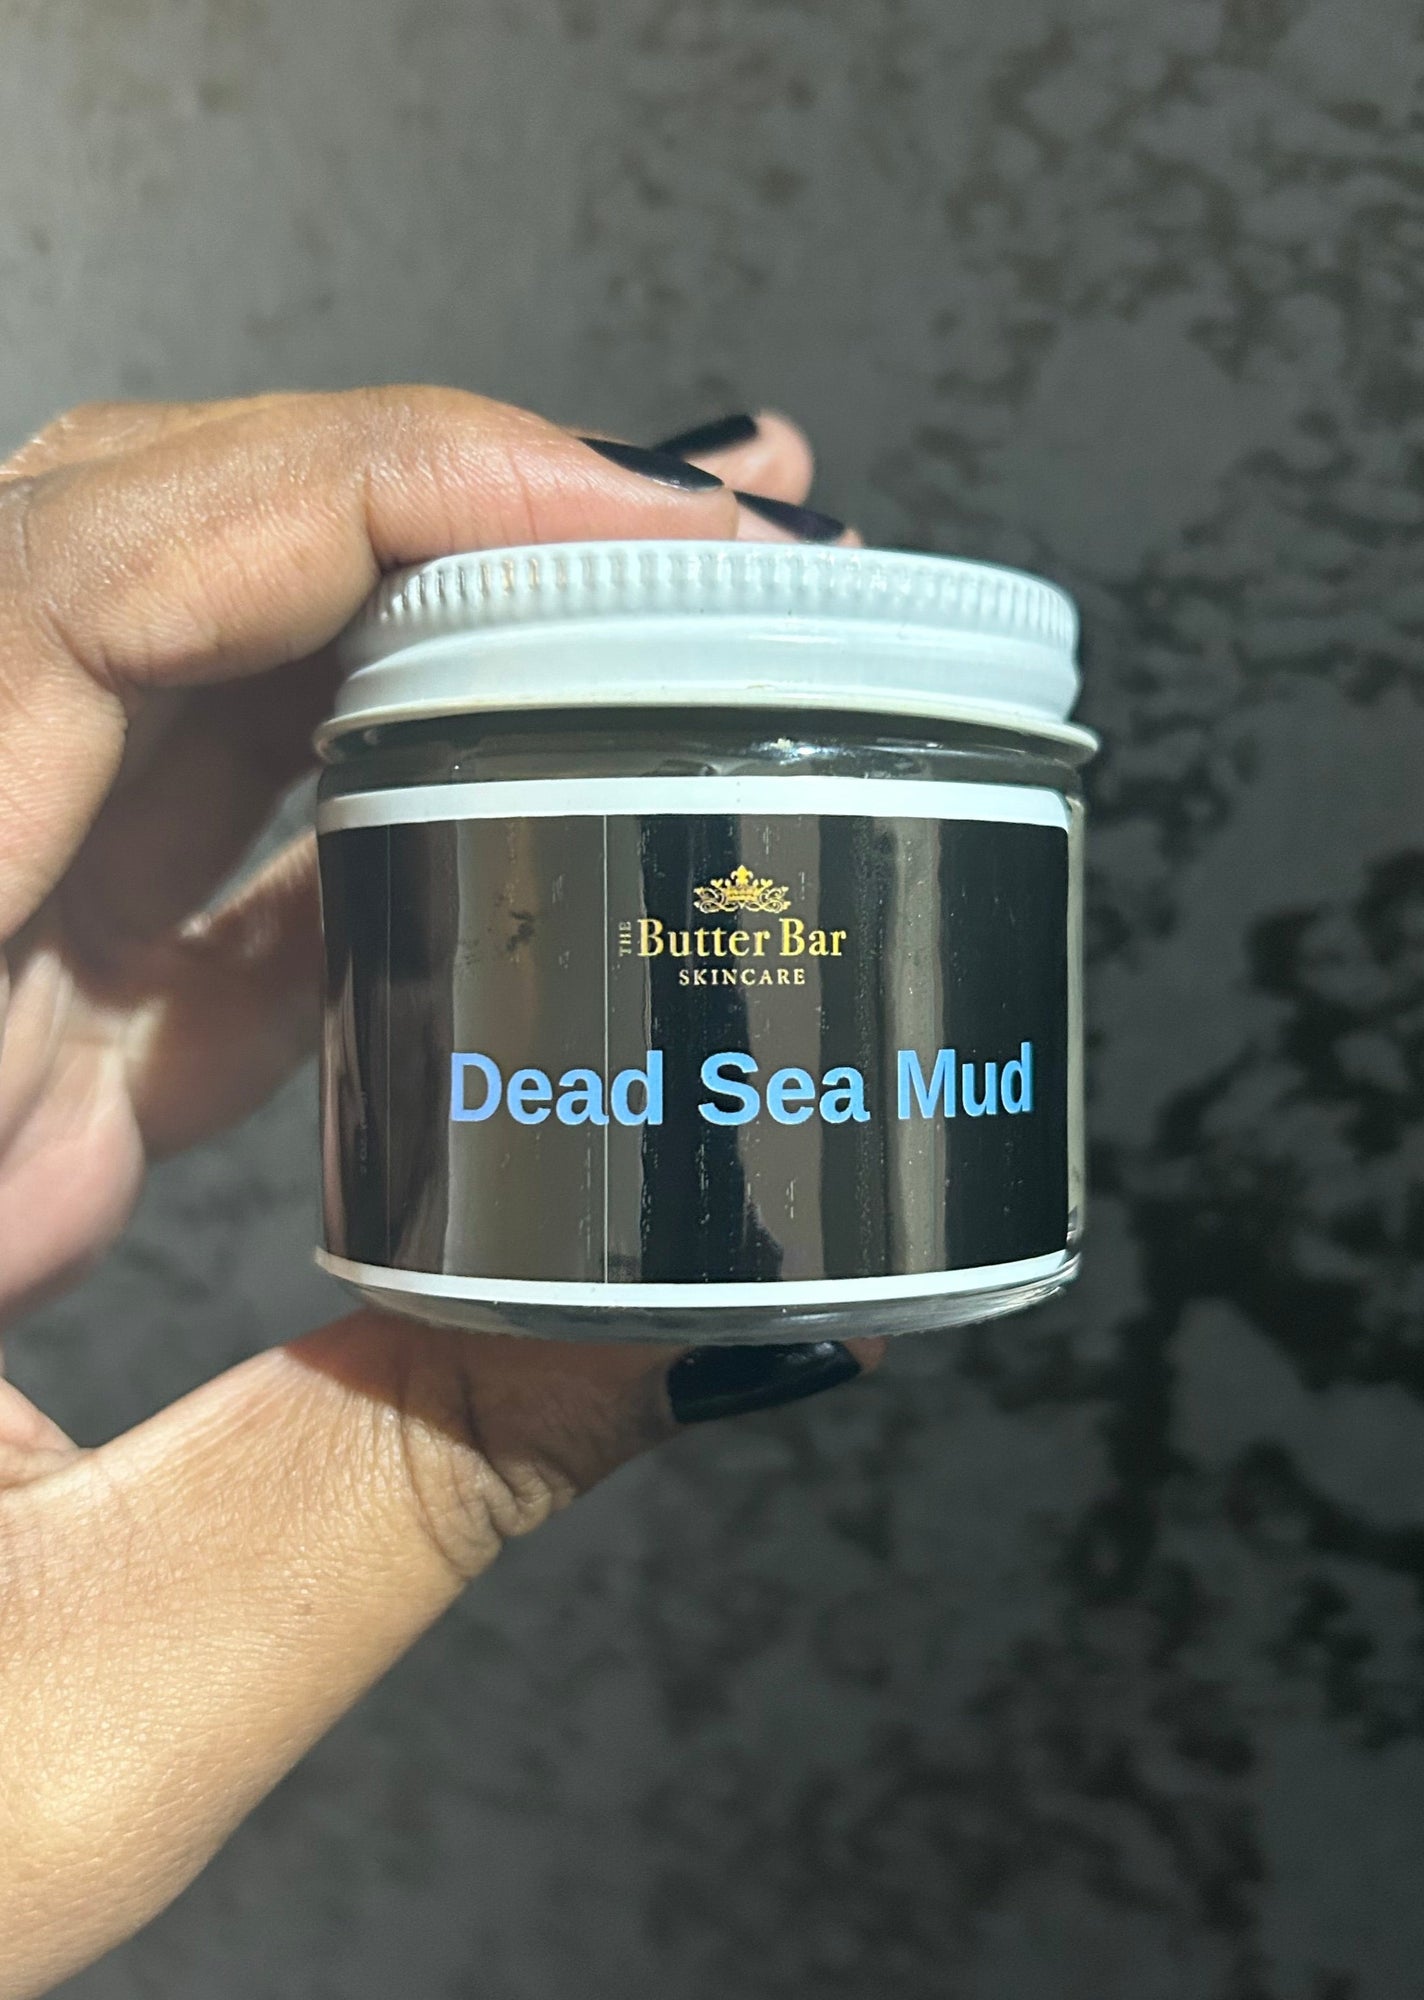 THE Butter Bar
SKINCARE
Dead Sea Mud